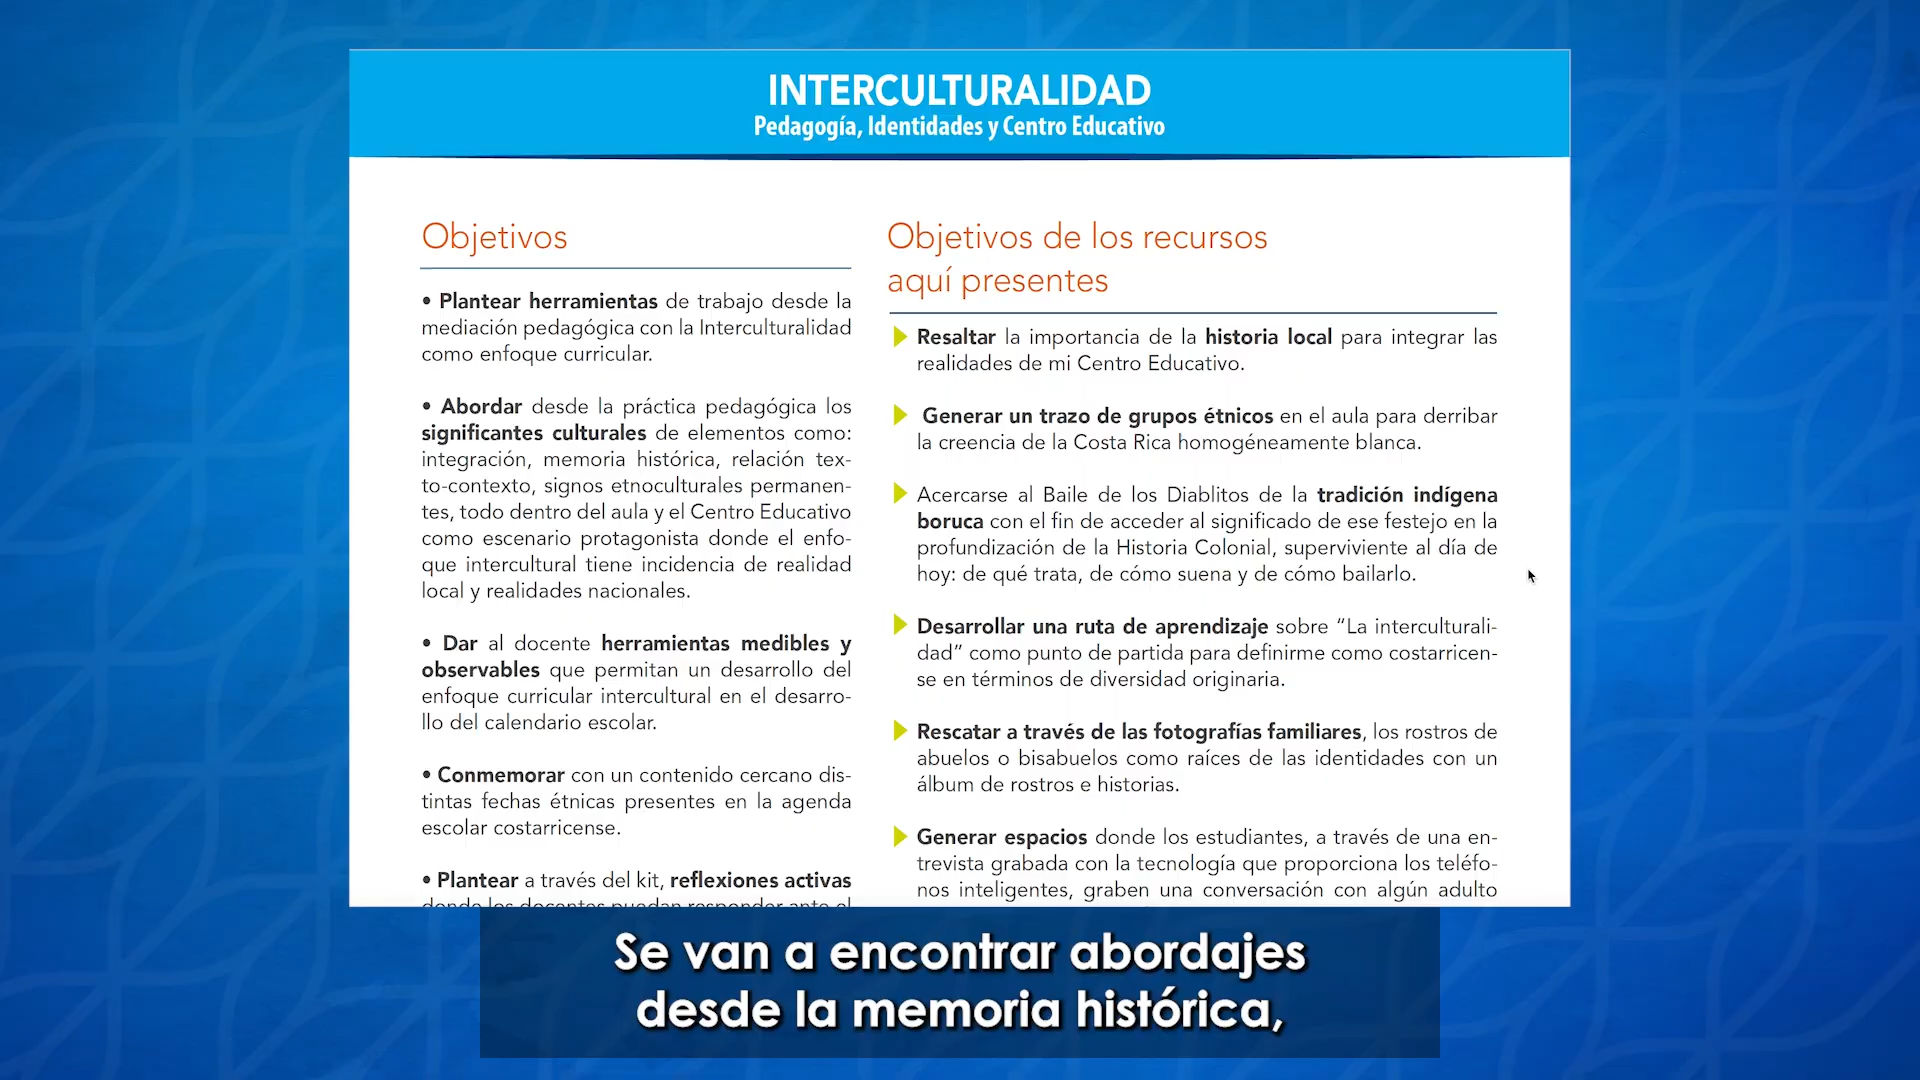 INTERCULTURALIDAD
Pedagogía, Identidades y Centro Educativo
Objetivos
• Plantear herramientas de trabajo desde la
mediación pedagógica con la Interculturalidad
como enfoque curricular.
• Abordar desde la práctica pedagógica los
significantes culturales de elementos como:
integración, memoria histórica, relación tex-
to-contexto, signos etnoculturales permanen-
tes, todo dentro del aula y el Centro Educativo
como escenario protagonista donde el enfo-
que intercultural tiene incidencia de realidad
local y realidades nacionales.
• Dar al docente herramientas medibles y
observables que permitan un desarrollo del
enfoque curricular intercultural en el desarro-
llo del calendario escolar.
• Conmemorar con un contenido cercano dis-
tintas fechas étnicas presentes en la agenda
escolar costarricense.
• Plantear a través del kit, reflexiones activas
donde los docentes puedan responder ante el
Objetivos de los recursos
aquí presentes
Resaltar la importancia de la historia local para integrar las
realidades de mi Centro Educativo.
Generar un trazo de grupos étnicos en el aula para derribar
la creencia de la Costa Rica homogéneamente blanca.
Acercarse al Baile de los Diablitos de la tradición indígena
boruca con el fin de acceder al significado de ese festejo en la
profundización de la Historia Colonial, superviviente al día de
hoy: de qué trata, de cómo suena y de cómo bailarlo.
Desarrollar una ruta de aprendizaje sobre “La interculturali-
dad” como punto de partida para definirme como costarricen-
se en términos de diversidad originaria.
Rescatar a través de las fotografías familiares, los rostros de
abuelos o bisabuelos como raíces de las identidades con un
álbum de rostros e historias.
Generar espacios donde los estudiantes, a través de una en-
trevista grabada con la tecnología que proporciona los teléfo-
nos inteligentes, graben una conversación con algún adulto
Se van a encontrar abordajes
desde la memoria histórica,